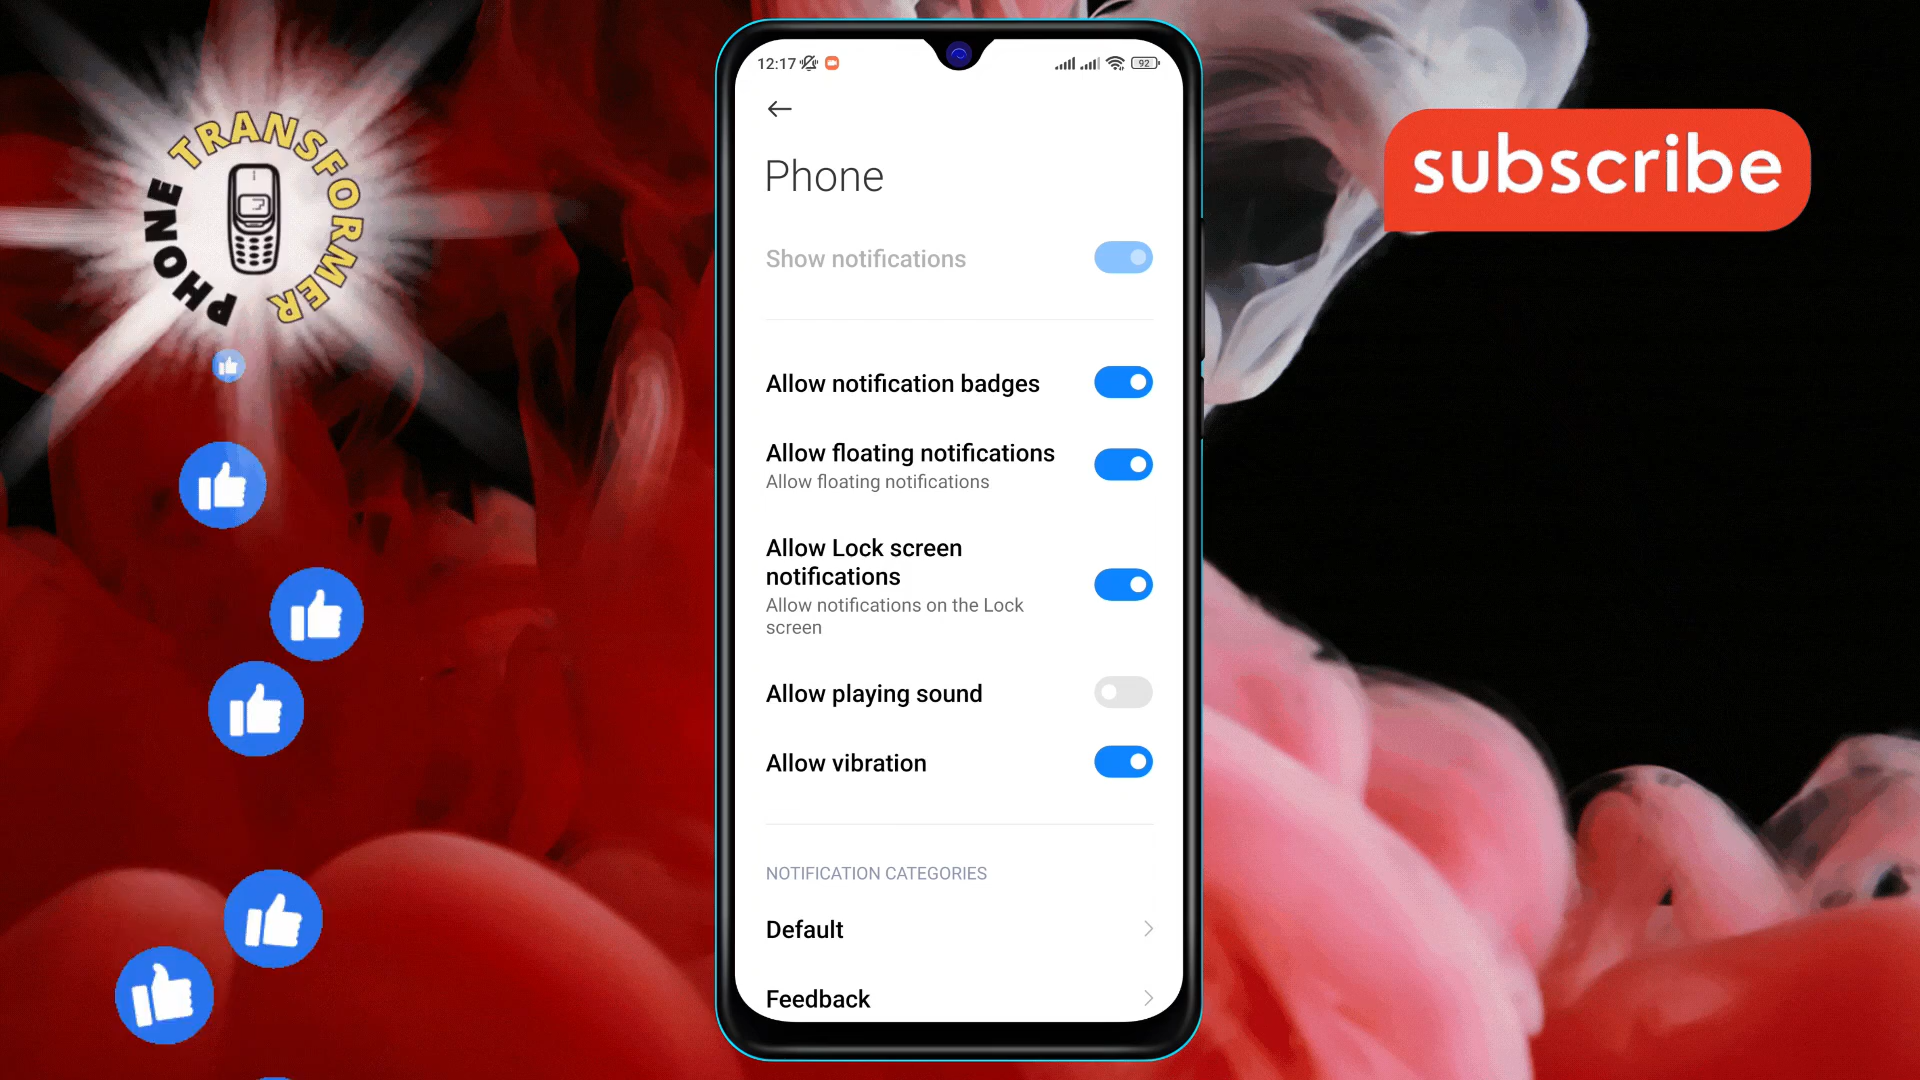 PHONE TRANSFORMER
subscribe
12:17
92
Phone
Show notifications
Allow notification badges
Allow floating notifications
Allow floating notifications
Allow Lock screen
notifications
Allow notifications on the Lock
screen
Allow playing sound
Allow vibration
NOTIFICATION CATEGORIES
Default
Feedback